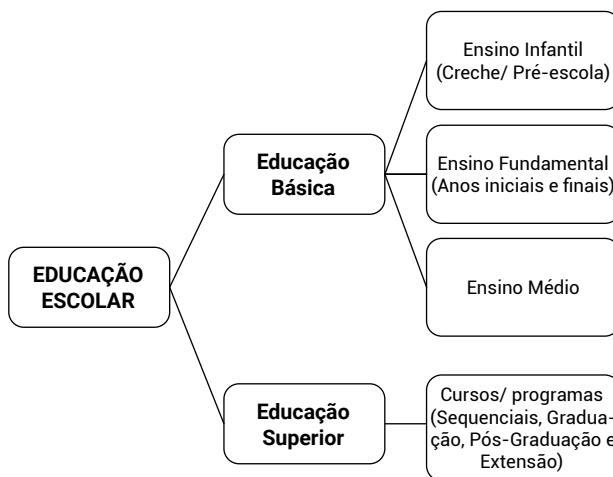 Ensino Infantil
(Creche/ Pré-escola)
Educação
Básica
Ensino Fundamental
(Anos iniciais e finais)
EDUCAÇÃO
ESCOLAR
Ensino Médio
Educação
Superior
Cursos/ programas
(Sequenciais, Gradua-
ção, Pós-Graduação e
Extensão)